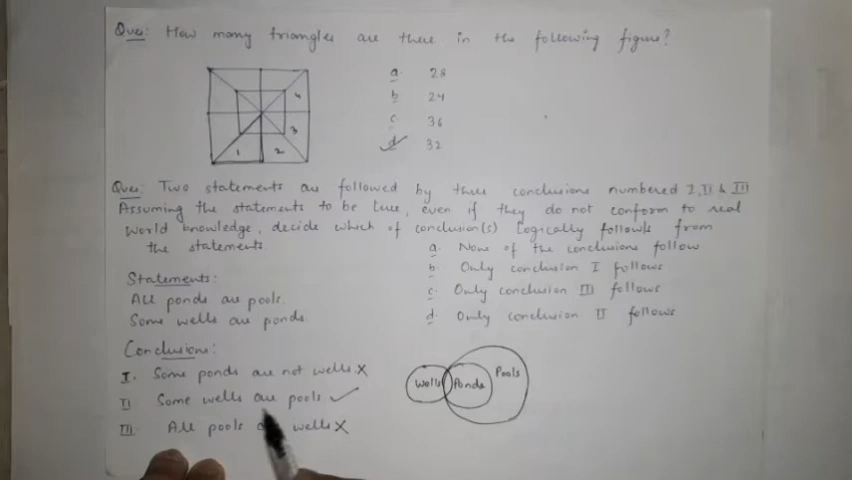 Ques: How many triangles are there in the following figure?
a. 28
b 24
c 36
d 32
4
3
1 2
Ques: Two statements are followed by three conclusions numbered I, II & III
Assuming the statements to be true, even if they do not conform to real
world knowledge, decide which of conclusion(s) logically follow/s from
the statements
a. None of the conclusions follow
b. Only conclusion I follows
c. Only conclusion III follows
d. Only conclusion II follows
Statements:
All ponds are pools.
Some wells are ponds
Conclusions:
I. Some ponds are not wells X
II Some wells are pools ✓
III. All pools wells X
Wells Ponds Pools